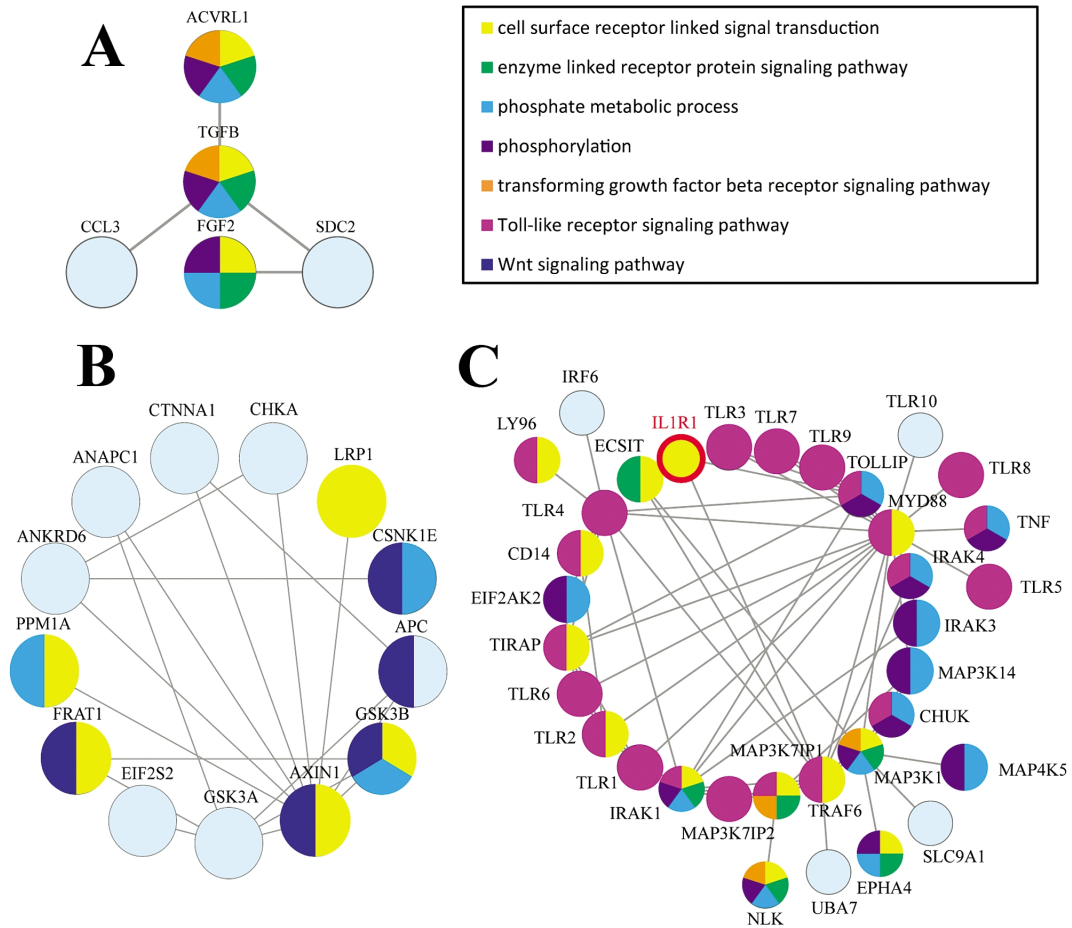 A
ACVRL1
TGFB
CCL3
FGF2
SDC2
cell surface receptor linked signal transduction
enzyme linked receptor protein signaling pathway
phosphate metabolic process
phosphorylation
transforming growth factor beta receptor signaling pathway
Toll-like receptor signaling pathway
Wnt signaling pathway
B
CTNNA1
CHKA
LRP1
ANAPC1
ANKRD6
CSNK1E
PPM1A
APC
FRAT1
GSK3B
EIF2S2
GSK3A
AXIN1
C
IRF6
LY96
ECSIT
IL1R1
TLR3
TLR7
TLR9
TLR10
TOLLIP
TLR8
MYD88
TLR4
TNF
CD14
IRAK4
EIF2AK2
TLR5
IRAK3
TIRAP
MAP3K14
TLR6
CHUK
TLR2
MAP3K7IP1
TLR1
MAP3K1
MAP4K5
IRAK1
MAP3K7IP2
TRAF6
SLC9A1
EPHA4
UBA7
NLK